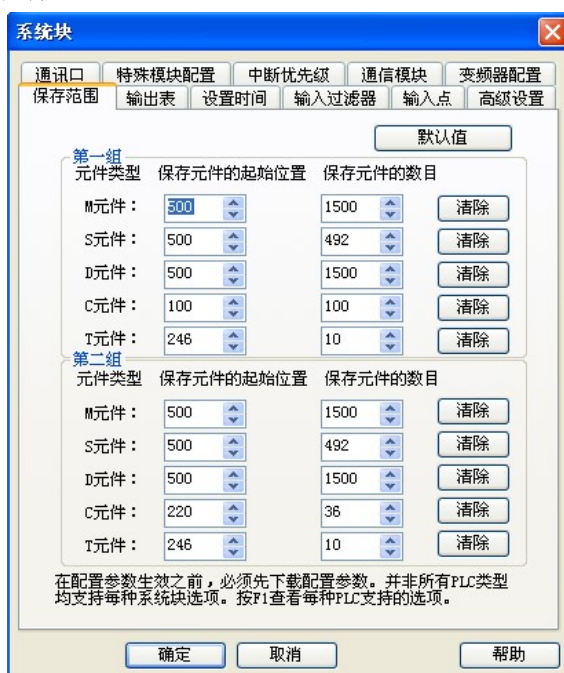 系统块
通讯口 特殊模块配置 中断优先级 通信模块 变频器配置
保存范围 输出表 设置时间 输入过滤器 输入点 高级设置
默认值
第一组
元件类型 保存元件的起始位置 保存元件的数目
M元件： 500 1500 清除
S元件： 500 492 清除
D元件： 500 1500 清除
C元件： 100 100 清除
T元件： 246 10 清除
第二组
元件类型 保存元件的起始位置 保存元件的数目
M元件： 500 1500 清除
S元件： 500 492 清除
D元件： 500 1500 清除
C元件： 220 36 清除
T元件： 246 10 清除
在配置参数生效之前，必须先下载配置参数。并非所有PLC类型
均支持每种系统块选项。按F1查看每种PLC支持的选项。
确定 取消 帮助